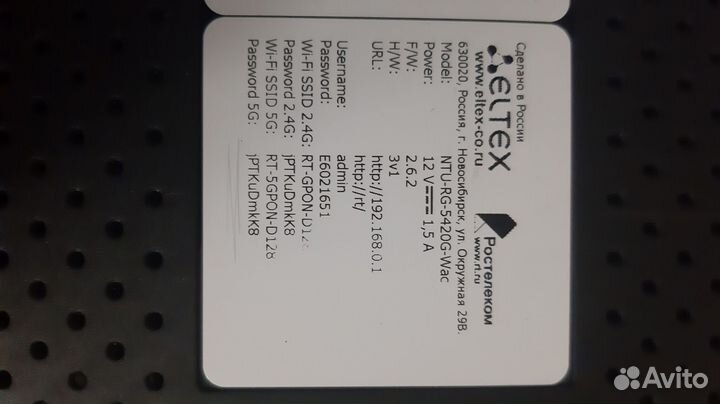 Сделано в России
ELTEX
www.eltex-co.ru
Ростелеком
www.rt.ru
630020, Россия, г. Новосибирск, ул. Окружная 29В.
Model: NTU-RG-5420G-Wac
Power: 12 V 1,5 A
F/W: 2.6.2
H/W: 3v1
URL: http://192.168.0.1
http://rt/
Username: admin
Password: E6021651
Wi-Fi SSID 2.4G:
Password 2.4G: jPTKuDmkK8
Wi-Fi SSID 5G: RT-5GPON-D128
Password 5G: jPTKuDmkK8
Avito